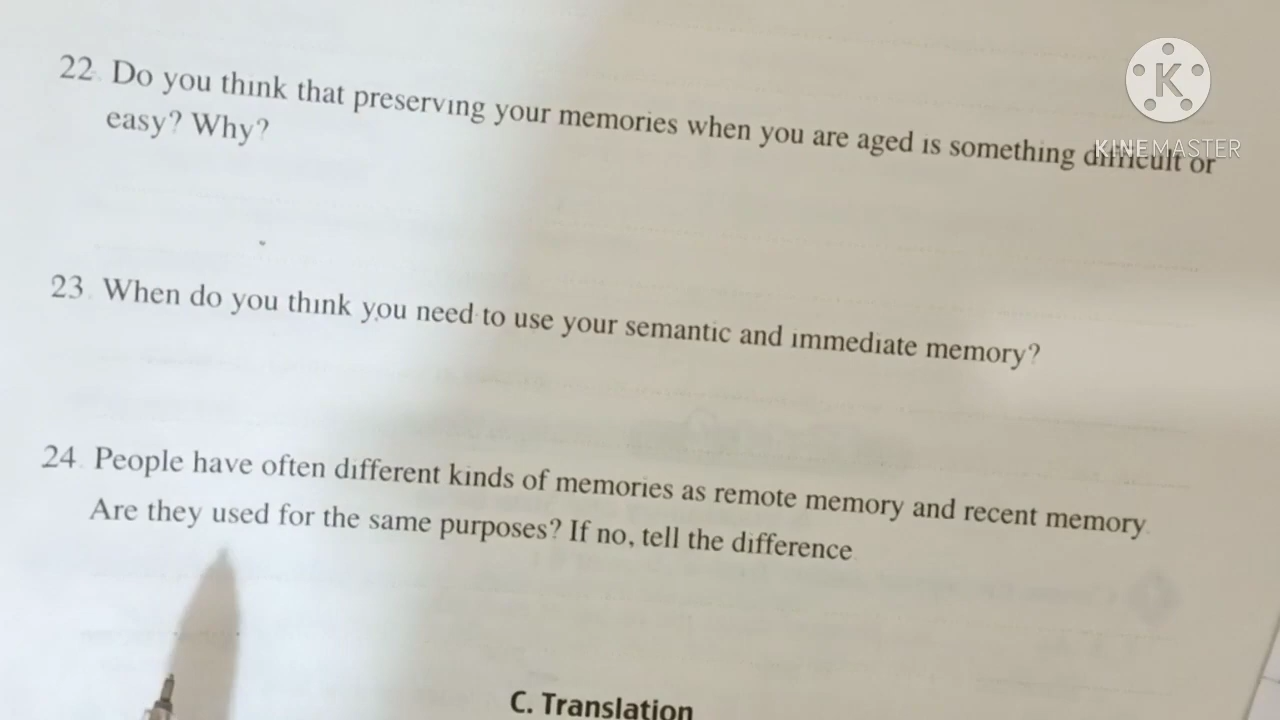 K
KINEMASTER
22. Do you think that preserving your memories when you are aged is something difficult or
easy? Why?
23. When do you think you need to use your semantic and immediate memory?
24. People have often different kinds of memories as remote memory and recent memory.
Are they used for the same purposes? If no, tell the difference.
C. Translation